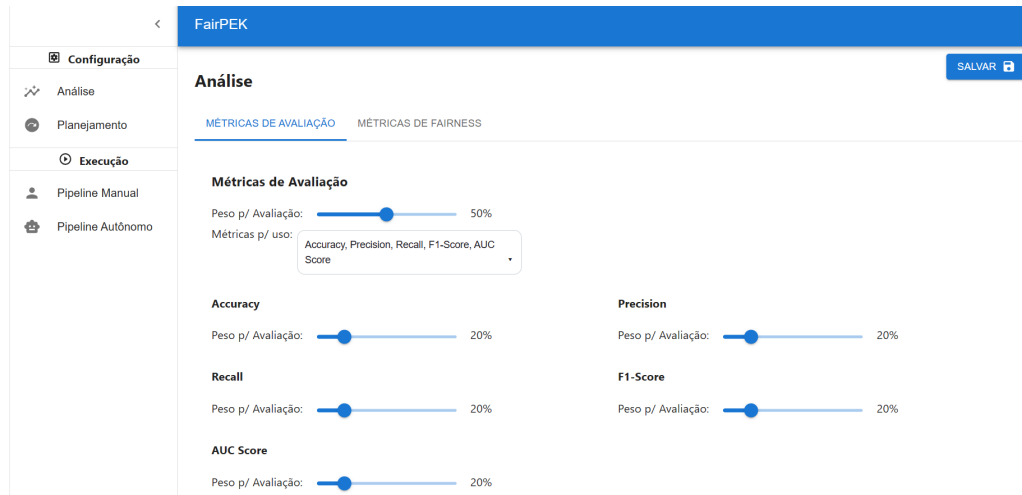 FairPEK
Configuração
Análise
Planejamento
Execução
Pipeline Manual
Pipeline Autônomo
SALVAR
Análise
MÉTRICAS DE AVALIAÇÃO
MÉTRICAS DE FAIRNESS
Métricas de Avaliação
Peso p/ Avaliação: 50%
Métricas p/ uso:
Accuracy, Precision, Recall, F1-Score, AUC
Score
Accuracy
Peso p/ Avaliação: 20%
Precision
Peso p/ Avaliação: 20%
Recall
Peso p/ Avaliação: 20%
F1-Score
Peso p/ Avaliação: 20%
AUC Score
Peso p/ Avaliação: 20%